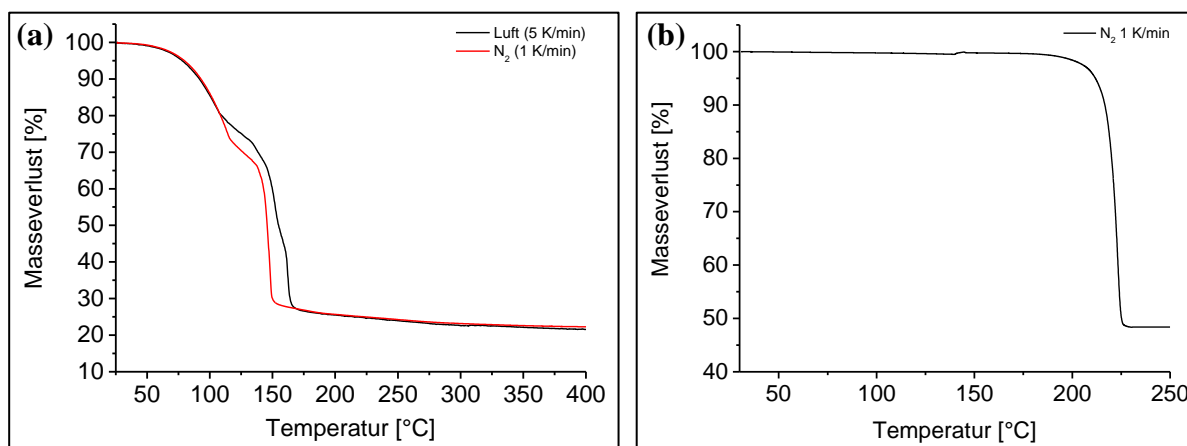 (a)
Luft (5 K/min)
N₂ (1 K/min)
100
90
80
70
60
50
40
30
20
10
Masseverlust [%]
50 100 150 200 250 300 350 400
Temperatur [°C]
(b)
N₂ 1 K/min
100
90
80
70
60
50
40
Masseverlust [%]
50 100 150 200 250
Temperatur [°C]